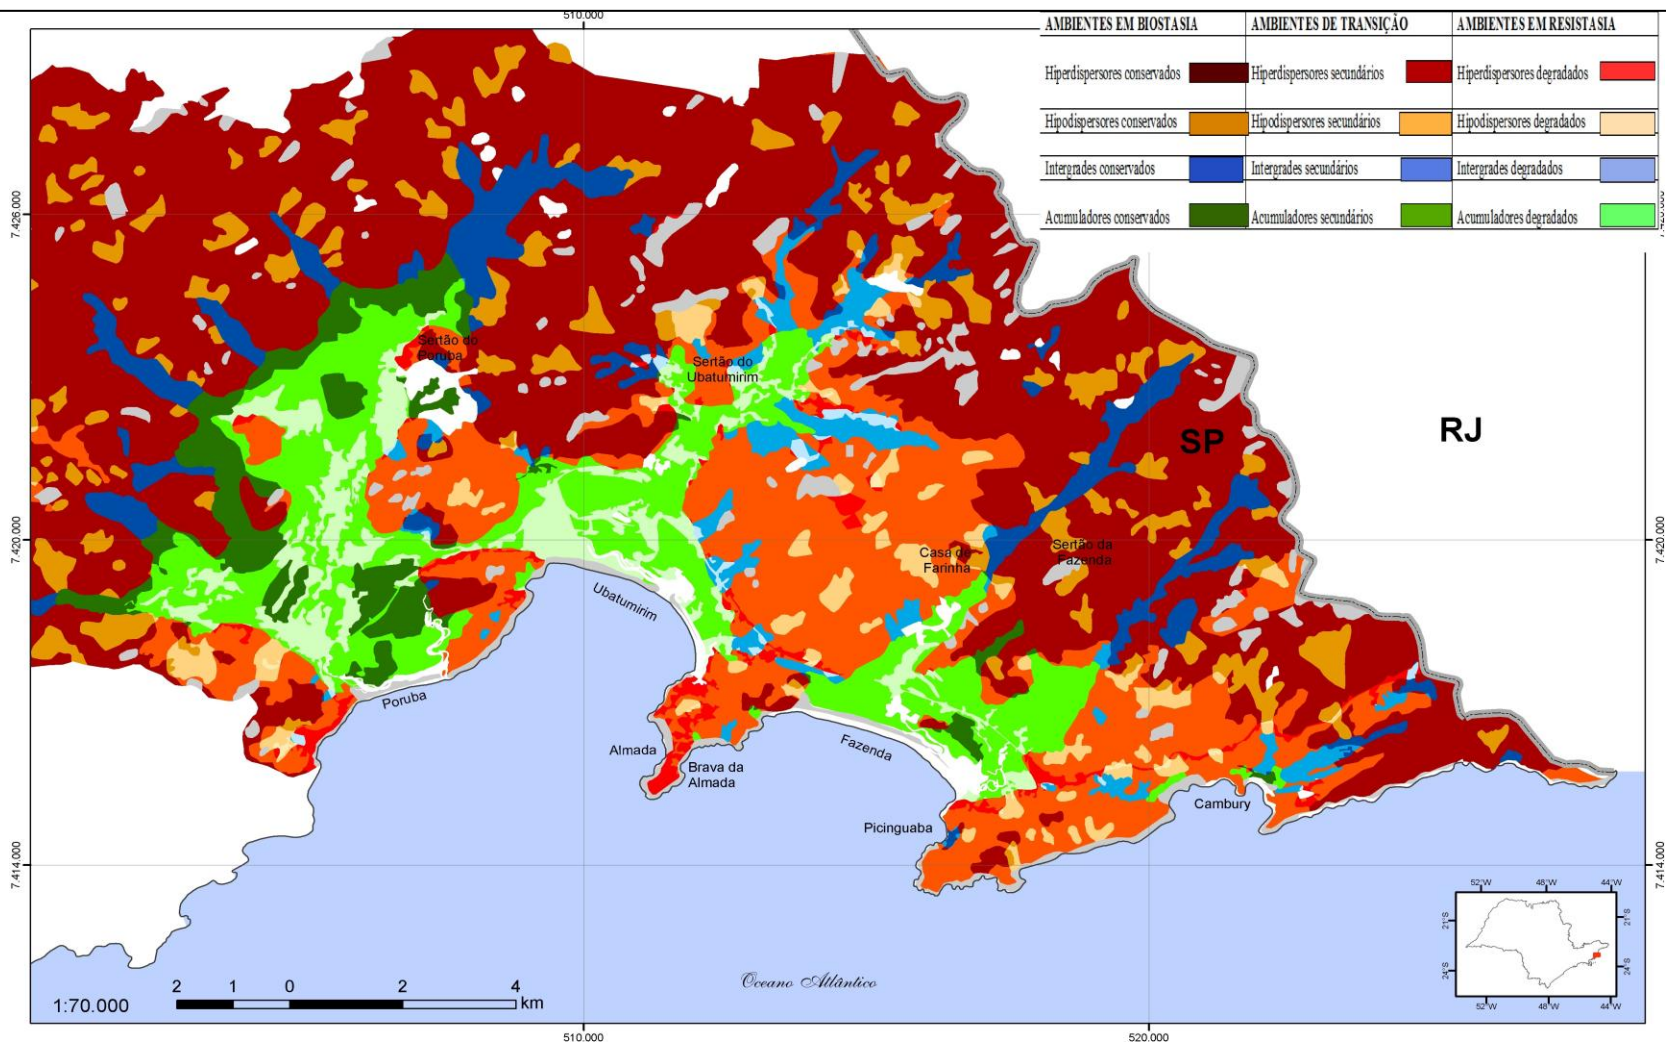 510.000
AMBIENTES EM BIOSTASIA AMBIENTES DE TRANSIÇÃO AMBIENTES EM RESISTASIA
Hiperdispersores conservados Hiperdispersores secundários Hiperdispersores degradados
Hipodispersores conservados Hipodispersores secundários Hipodispersores degradados
Intergrades conservados Intergrades secundários Intergrades degradados
Acumuladores conservados Acumuladores secundários Acumuladores degradados
7.426.000
Sertão do
Poruba
Sertão do
Ubatumirim
SP
RJ
7.420.000
7.420.000
Casa de
Farinha
Sertão da
Fazenda
Ubatumirim
Poruba
Almada
Brava da
Almada
Fazenda
Picinguaba
Cambury
7.414.000
7.414.000
52°W 48°W 44°W
21°S
21°S
24°S
24°S
52°W 48°W 44°W
Oceano Atlântico
1:70.000
2 1 0 2 4
km
510.000
520.000